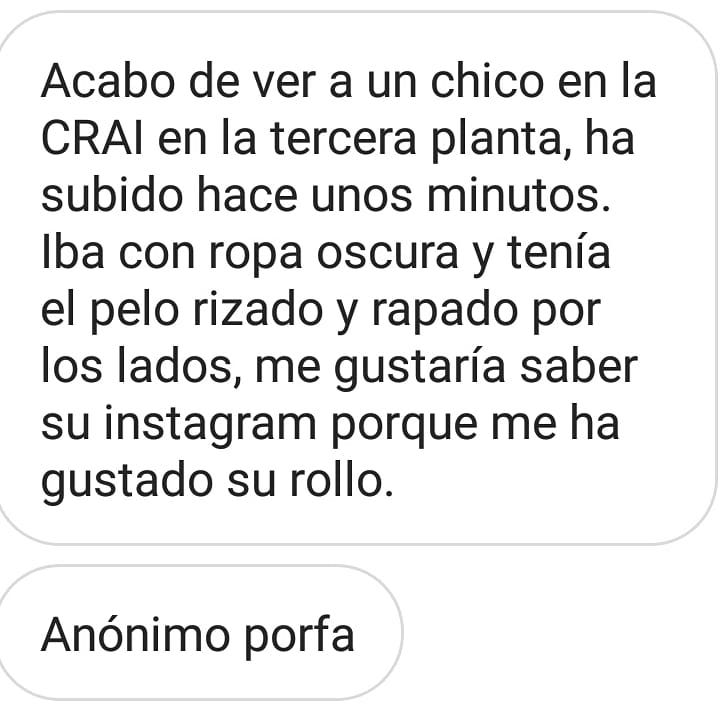 Acabo de ver a un chico en la
CRAI en la tercera planta, ha
subido hace unos minutos.
Iba con ropa oscura y tenía
el pelo rizado y rapado por
los lados, me gustaría saber
su instagram porque me ha
gustado su rollo.
Anónimo porfa